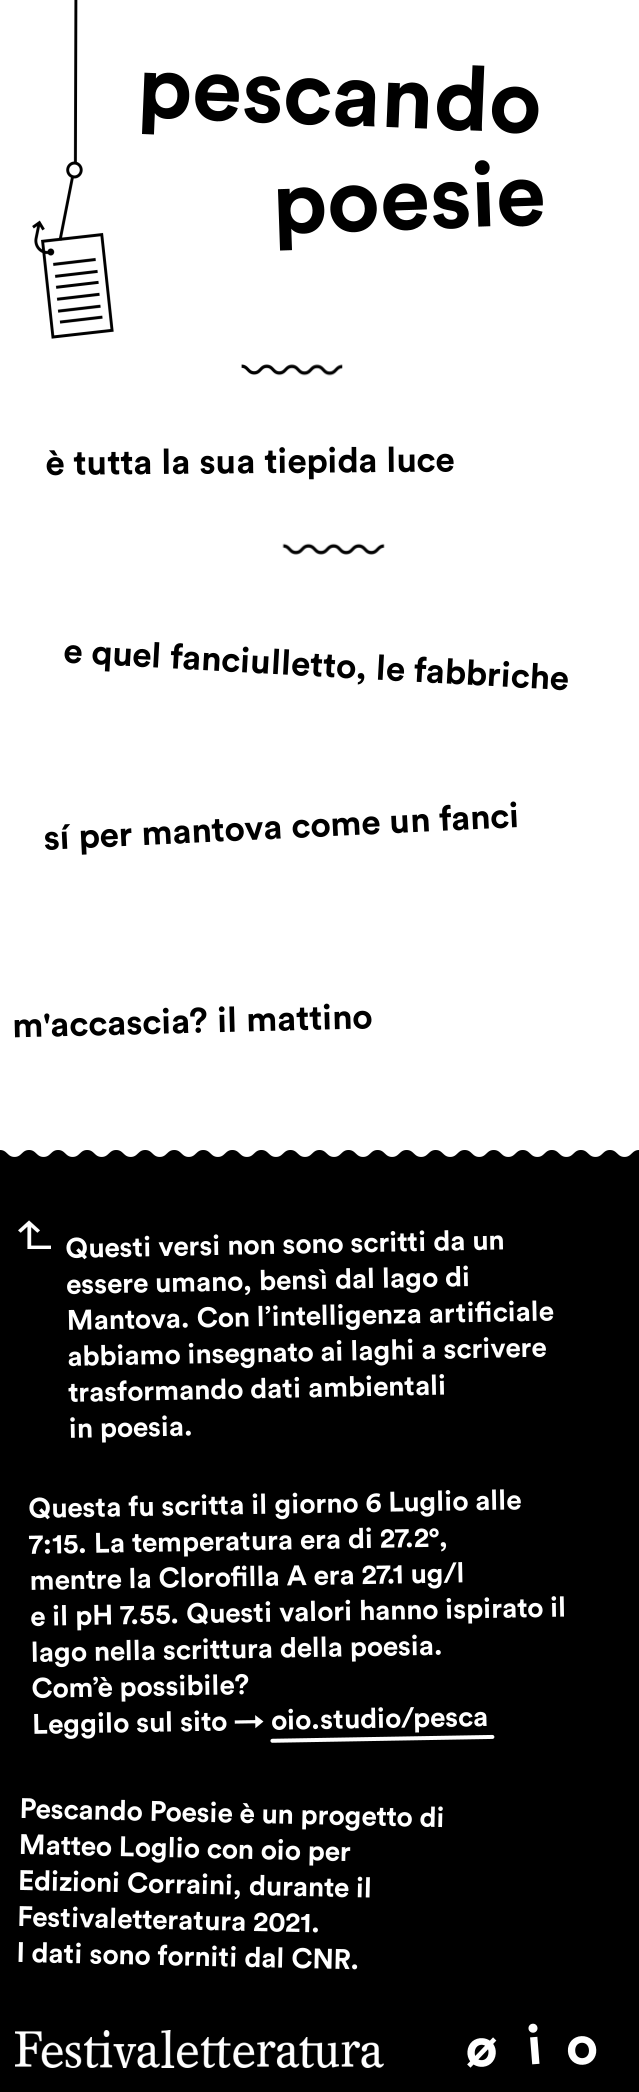 pescando
poesie
è tutta la sua tiepida luce
e quel fanciulletto, le fabbriche
sí per mantova come un fanci
m'accascia? il mattino
Questi versi non sono scritti da un
essere umano, bensì dal lago di
Mantova. Con l’intelligenza artificiale
abbiamo insegnato ai laghi a scrivere
trasformando dati ambientali
in poesia.
Questa fu scritta il giorno 6 Luglio alle
7:15. La temperatura era di 27.2°,
mentre la Clorofilla A era 27.1 ug/l
e il pH 7.55. Questi valori hanno ispirato il
lago nella scrittura della poesia.
Com’è possibile?
Leggilo sul sito → oio.studio/pesca
Pescando Poesie è un progetto di
Matteo Loglio con oio per
Edizioni Corraini, durante il
Festivaletteratura 2021.
I dati sono forniti dal CNR.
Festivaletteratura ø i o